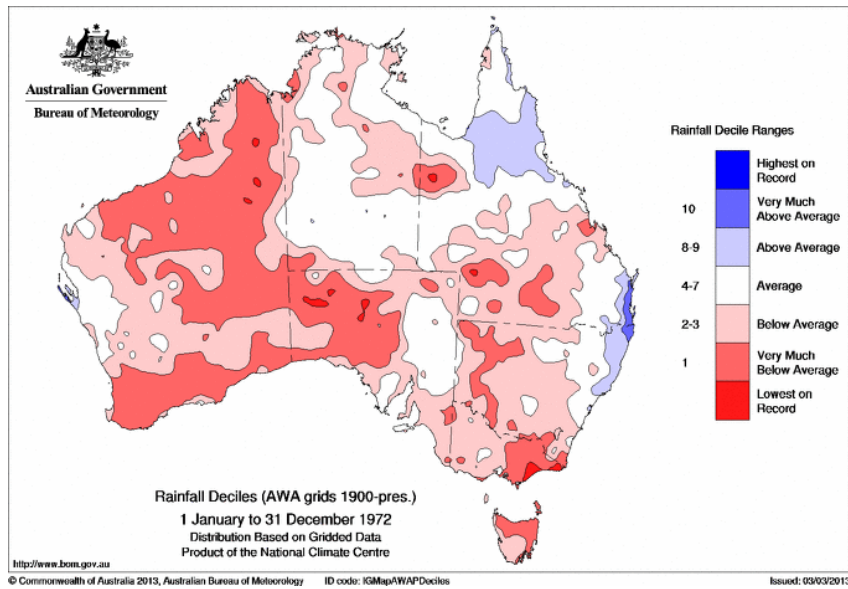 Australian Government
Bureau of Meteorology
Rainfall Decile Ranges
Highest on
Record
10
Very Much
Above Average
8-9
Above Average
4-7
Average
2-3
Below Average
1
Very Much
Below Average
Lowest on
Record
Rainfall Deciles (AWA grids 1900-pres.)
1 January to 31 December 1972
Distribution Based on Gridded Data
Product of the National Climate Centre
http://www.bom.gov.au
© Commonwealth of Australia 2013, Australian Bureau of Meteorology ID code: IGMapAWAPDeciles Issued: 03/03/2013